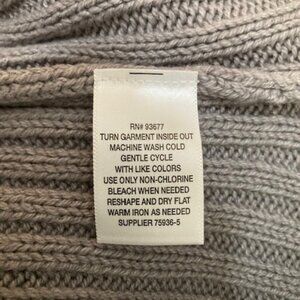 RN# 93677
TURN GARMENT INSIDE OUT
MACHINE WASH COLD
GENTLE CYCLE
WITH LIKE COLORS
USE ONLY NON-CHLORINE
BLEACH WHEN NEEDED
RESHAPE AND DRY FLAT
WARM IRON AS NEEDED
SUPPLIER 75936-5